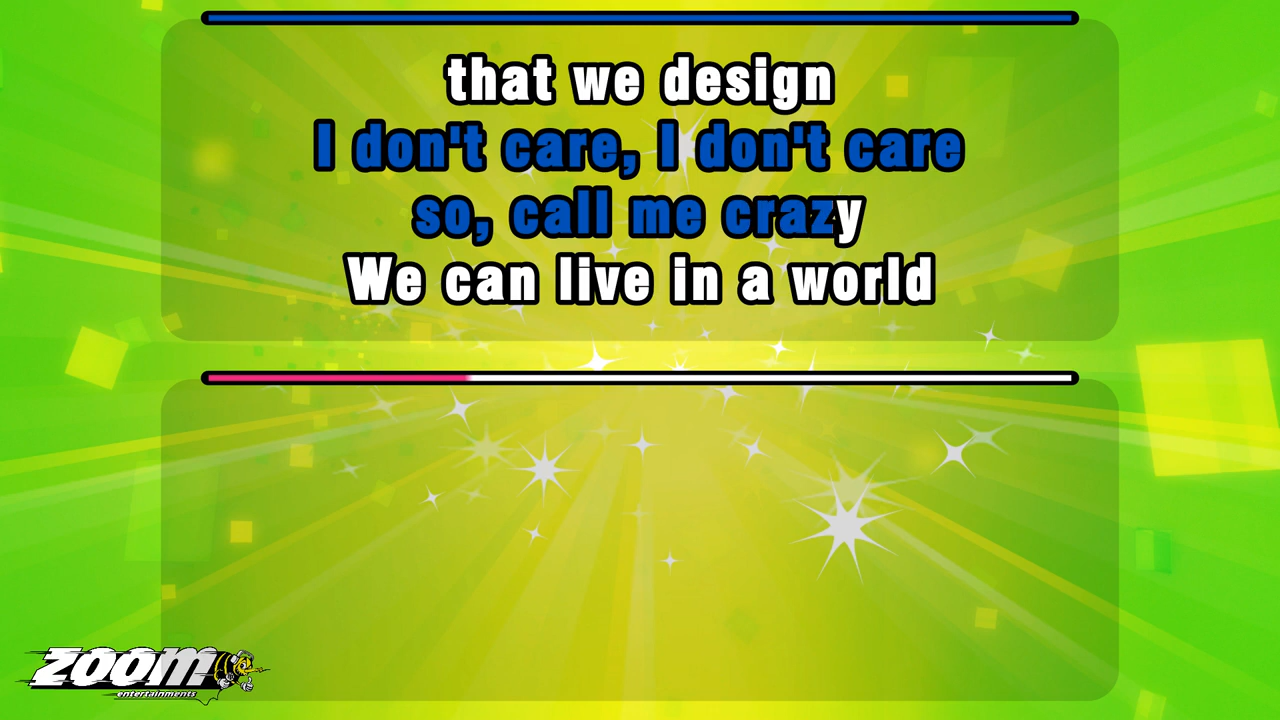 that we design
I don't care, I don't care
so, call me crazy
We can live in a world
zoom
entertainments